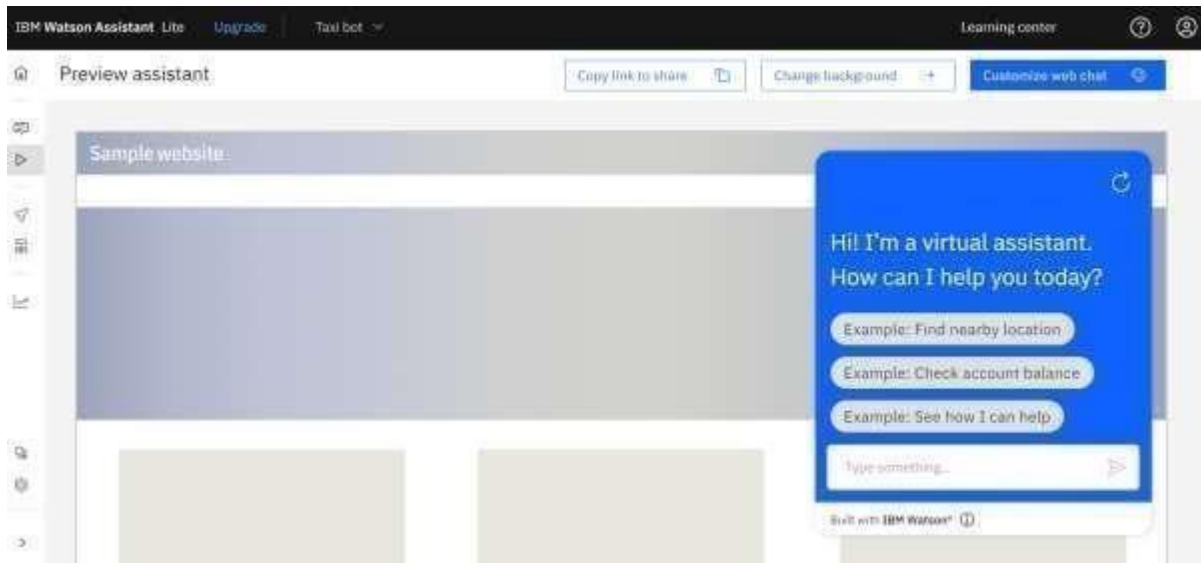 IBM Watson Assistant Lite Upgrade Taxi bot Learning center
Preview assistant Copy link to share Change background Customize web chat
Sample website
Hi! I'm a virtual assistant.
How can I help you today?
Example: Find nearby location
Example: Check account balance
Example: See how I can help
Type something...
Built with IBM Watson®